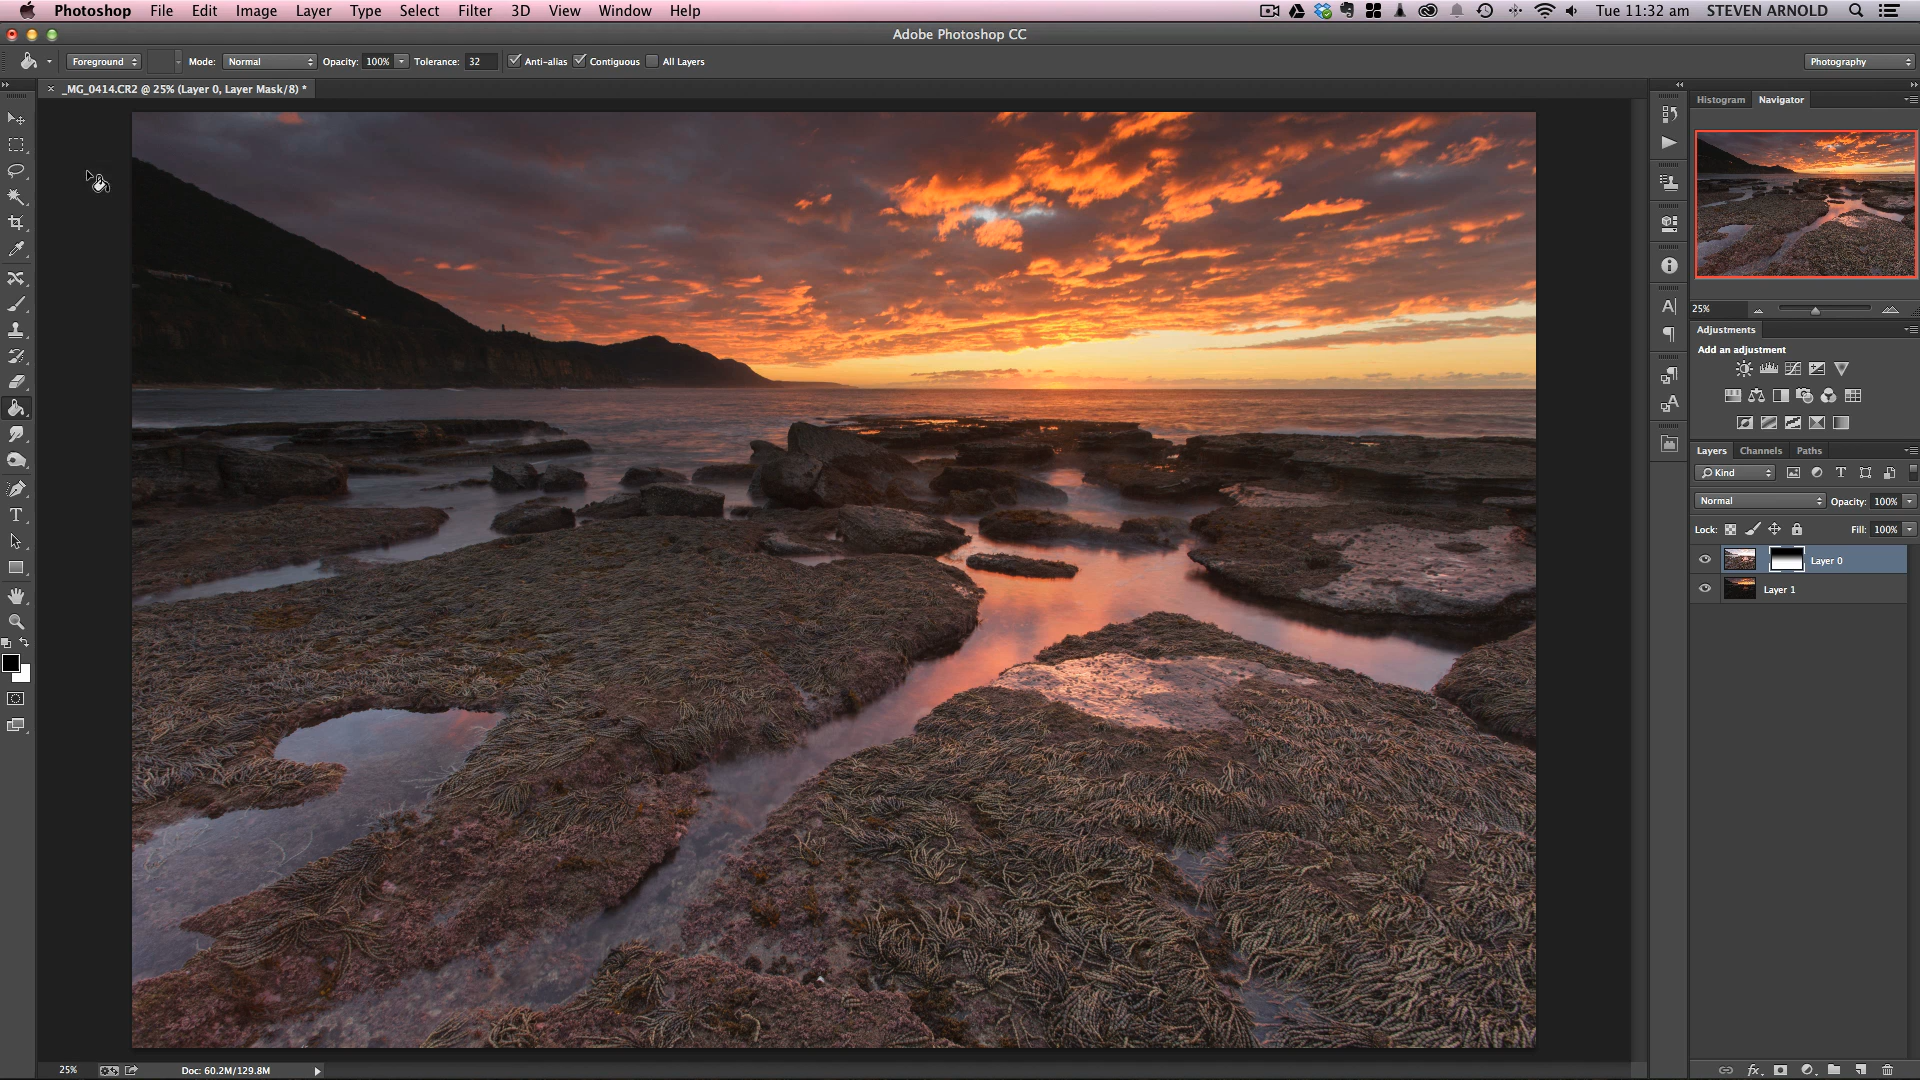 Photoshop File Edit Image Layer Type Select Filter 3D View Window Help Tue 11:32 am STEVEN ARNOLD
Adobe Photoshop CC
Foreground Mode: Normal Opacity: 100% Tolerance: 32 Anti-alias Contiguous All Layers Photography
_MG_0414.CR2 @ 25% (Layer 0, Layer Mask/8) *
Histogram Navigator
25%
Adjustments
Add an adjustment
Layers Channels Paths
Kind
Normal Opacity: 100%
Lock: Fill: 100%
Layer 0
Layer 1
25% Doc: 60.2M/129.8M